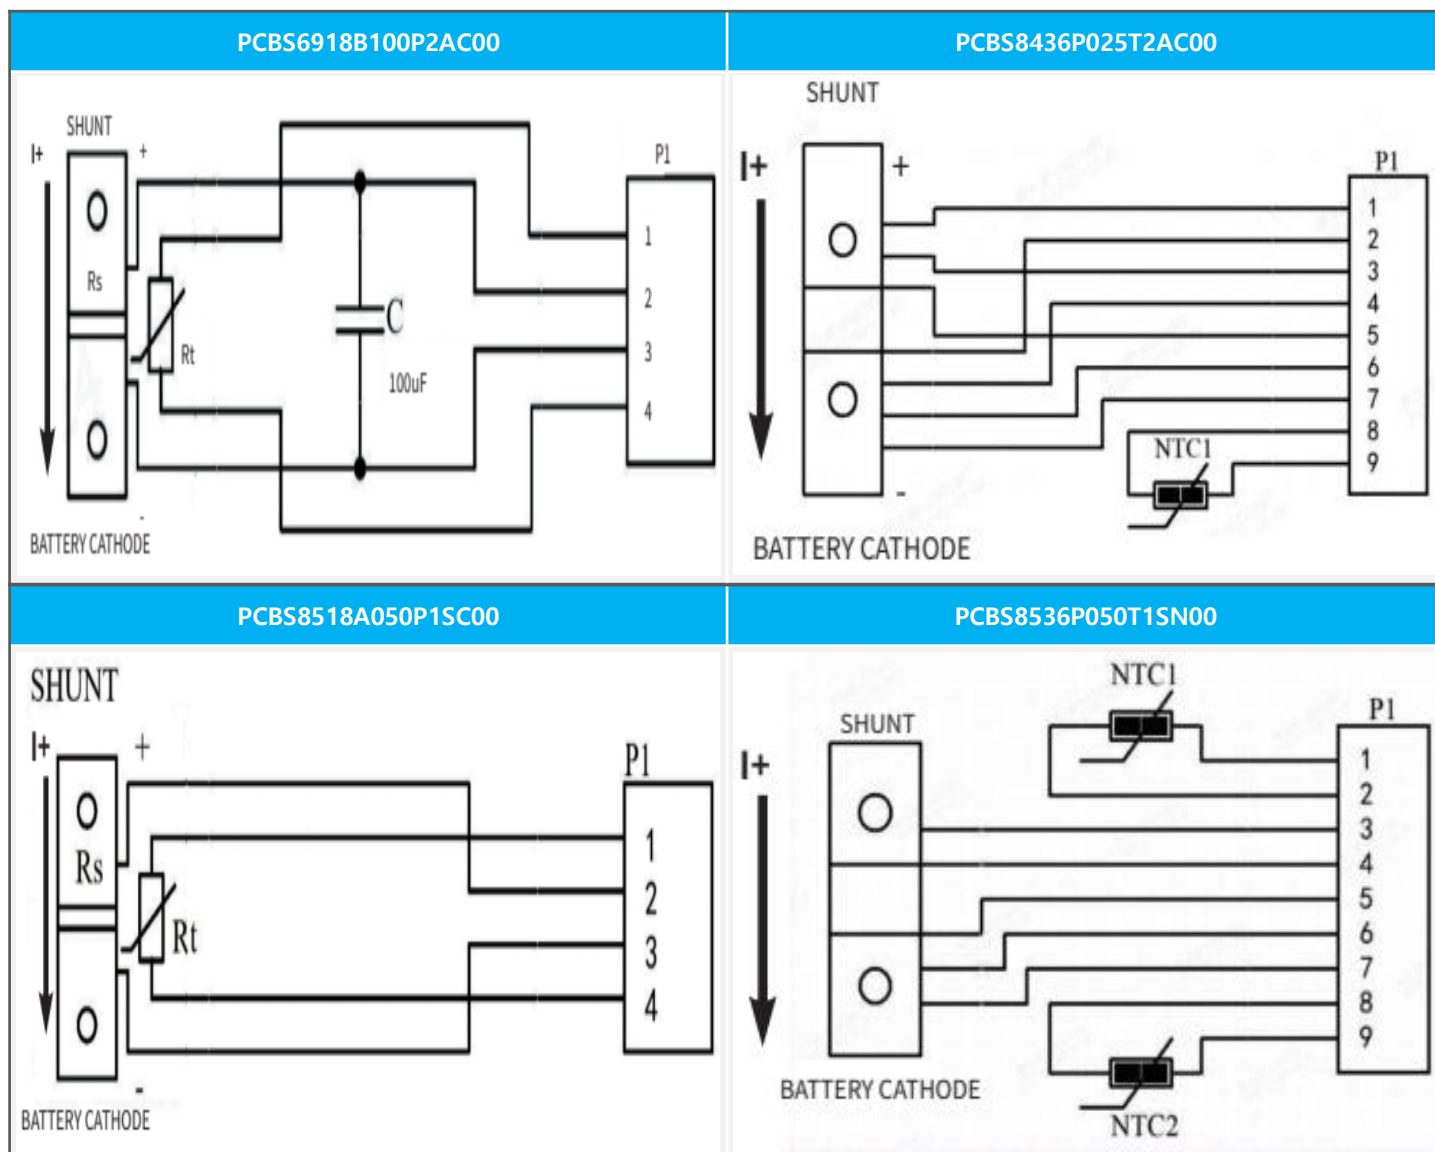 PCBS6918B100P2AC00
SHUNT
I+
+
P1
Rs
Rt
C
100uF
1
2
3
4
-
BATTERY CATHODE
PCBS8436P025T2AC00
SHUNT
I+
+
P1
1
2
3
4
5
6
7
8
9
NTC1
-
BATTERY CATHODE
PCBS8518A050P1SC00
SHUNT
I+
+
P1
Rs
Rt
1
2
3
4
-
BATTERY CATHODE
PCBS8536P050T1SN00
NTC1
SHUNT
P1
I+
1
2
3
4
5
6
7
8
9
BATTERY CATHODE
NTC2